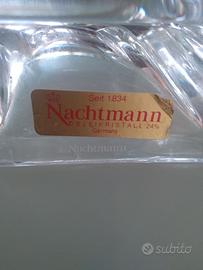 Seit 1834
Nachtmann
BLEIKRISTALL 24%
Germany
Nachtmann
subito